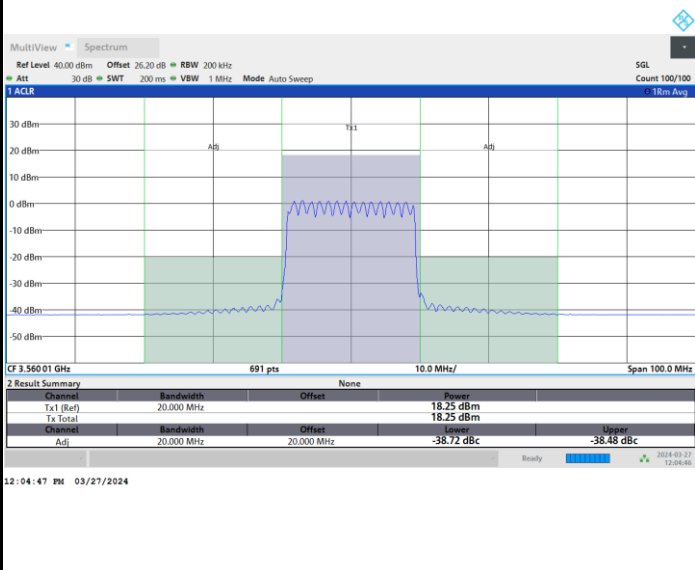 MultiView Spectrum
Ref Level 40.00 dBm Offset 26.20 dB RBW 200 kHz SGL
Att 30 dB SWT 200 ms VBW 1 MHz Mode Auto Sweep Count 100/100
1 ACLR 1Rm Avg
30 dBm
Tx1
20 dBm Adj Adj
10 dBm
0 dBm
-10 dBm
-20 dBm
-30 dBm
-40 dBm
-50 dBm
CF 3.560 01 GHz 691 pts 10.0 MHz/ Span 100.0 MHz
2 Result Summary None
Channel Bandwidth Offset Power
Tx1 (Ref) 20.000 MHz 18.25 dBm
Tx Total 18.25 dBm
Channel Bandwidth Offset Lower Upper
Adj 20.000 MHz 20.000 MHz -38.72 dBc -38.48 dBc
Ready 2024-03-27
12:04:46
12:04:47 PM 03/27/2024